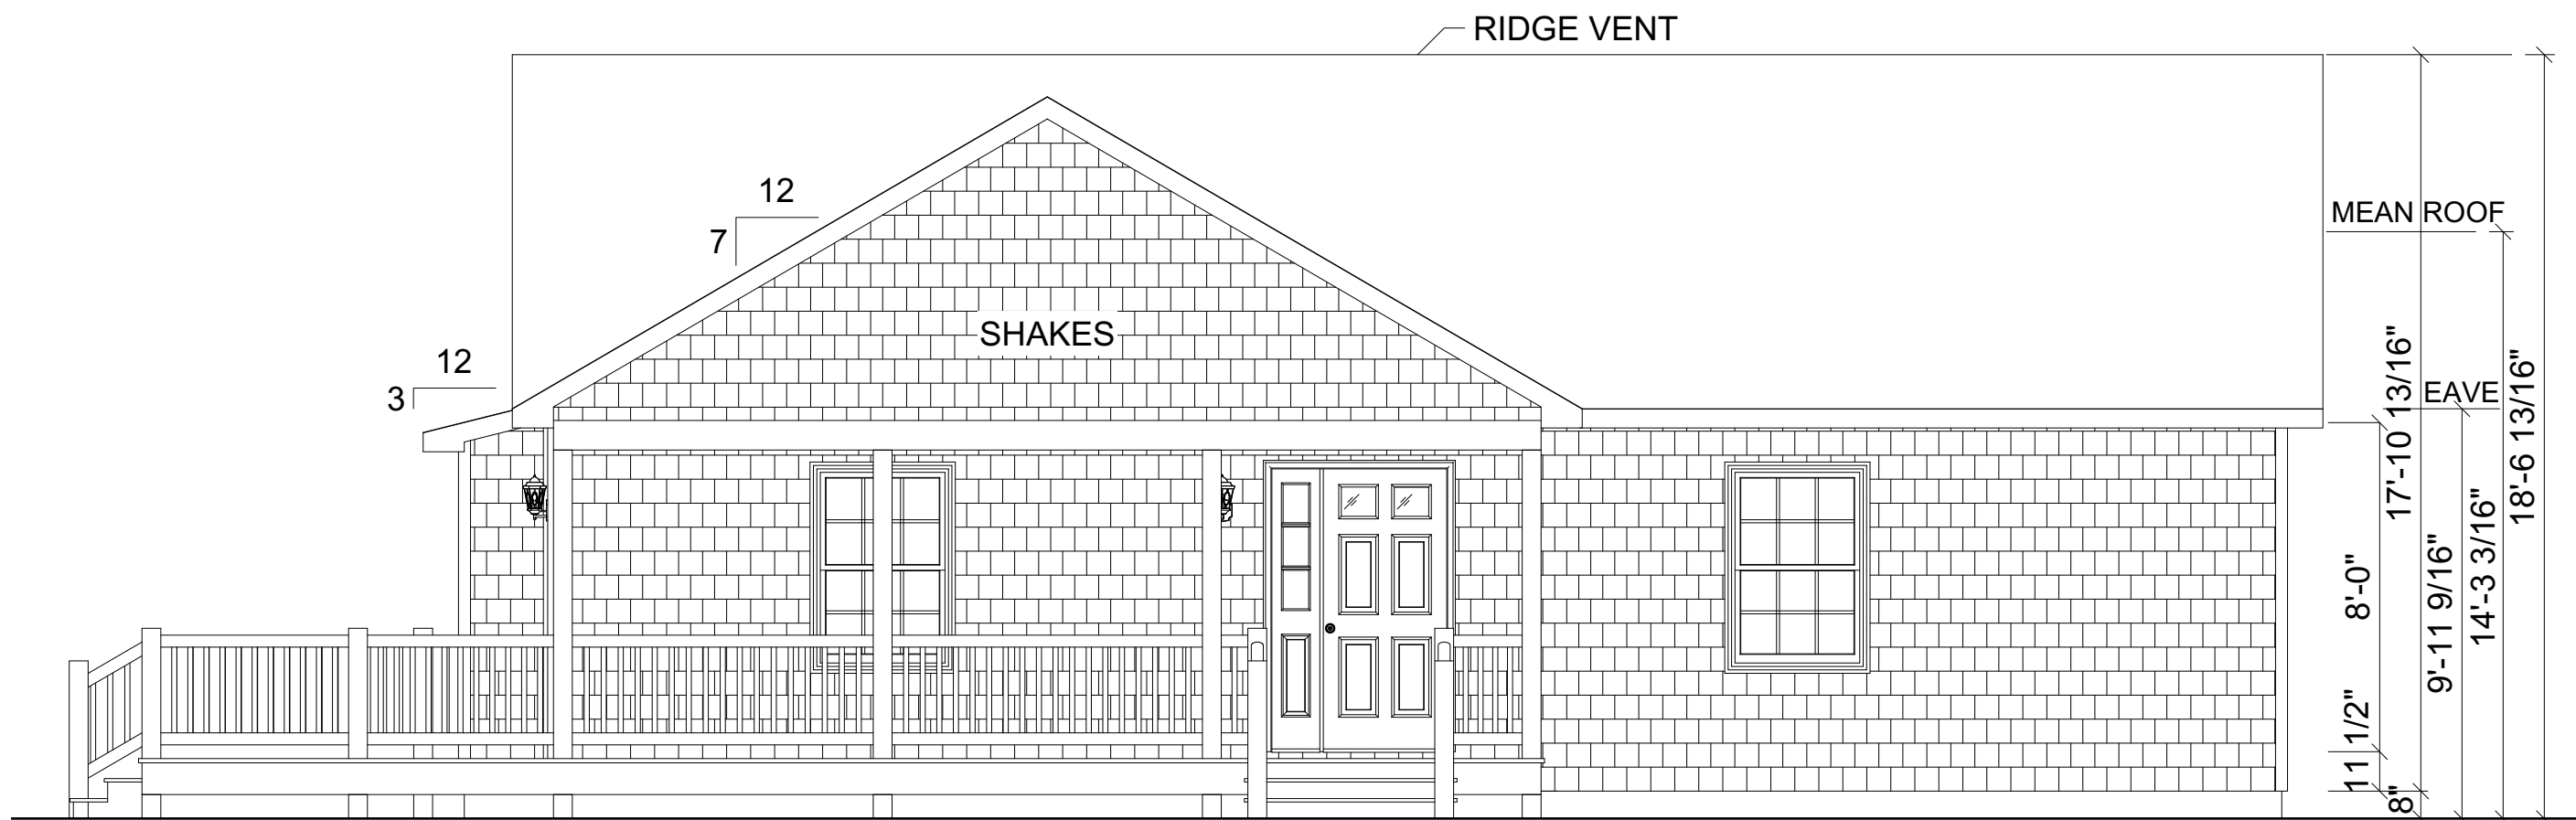 RIDGE VENT
12
7
MEAN ROOF
SHAKES
12
3
EAVE
17'-10 13/16"
18'-6 13/16"
14'-3 3/16"
9'-11 9/16"
8'-0"
11 1/2"
8"